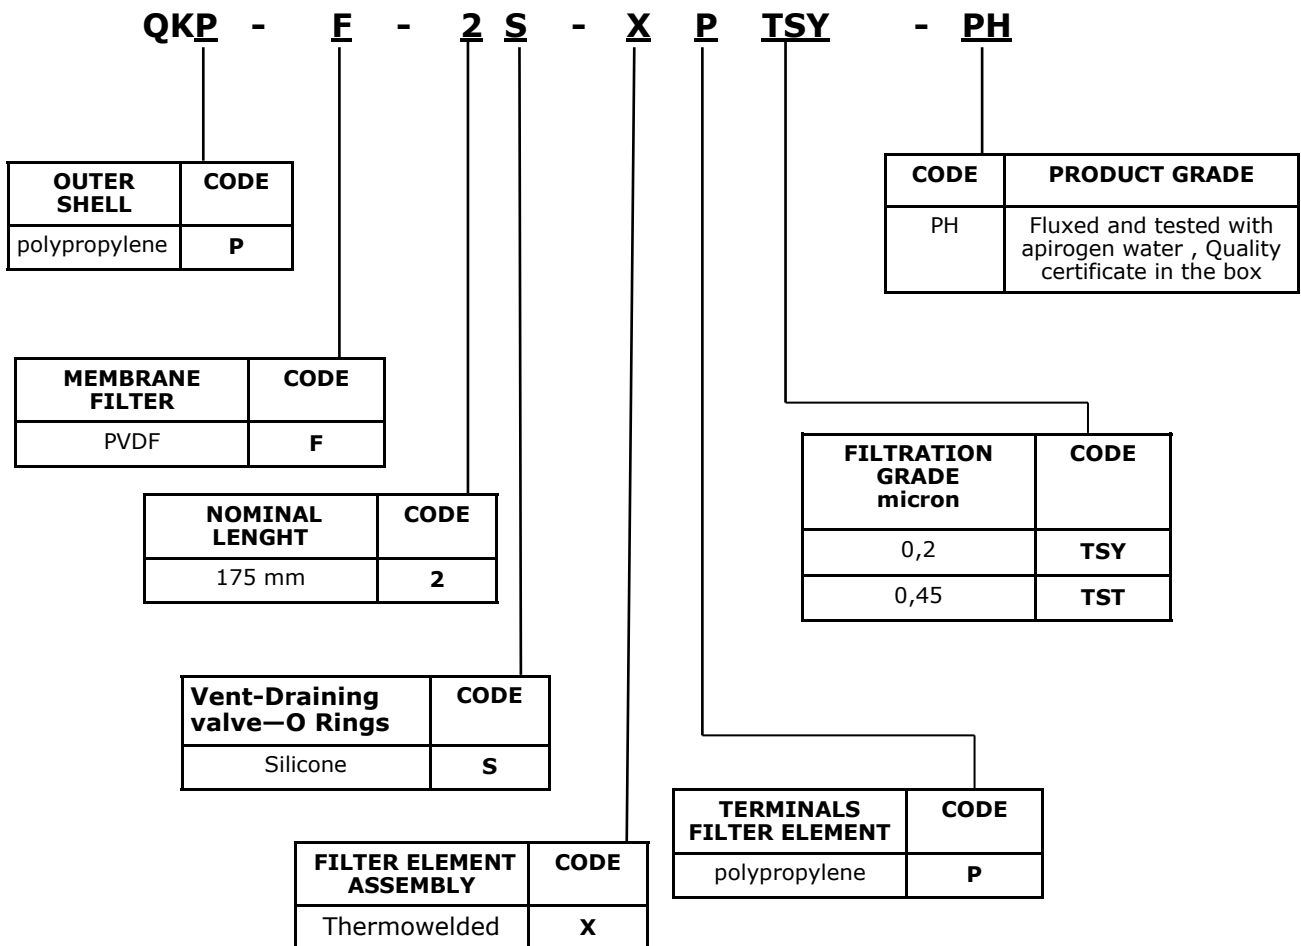 QKP - F - 2 S - X P TSY - PH
OUTER
SHELL
CODE
polypropylene
P
CODE
PRODUCT GRADE
PH
Fluxed and tested with
apirogen water , Quality
certificate in the box
MEMBRANE
FILTER
CODE
PVDF
F
FILTRATION
GRADE
micron
CODE
0,2
TSY
0,45
TST
NOMINAL
LENGHT
CODE
175 mm
2
Vent-Draining
valve—O Rings
CODE
Silicone
S
TERMINALS
FILTER ELEMENT
CODE
polypropylene
P
FILTER ELEMENT
ASSEMBLY
CODE
Thermowelded
X